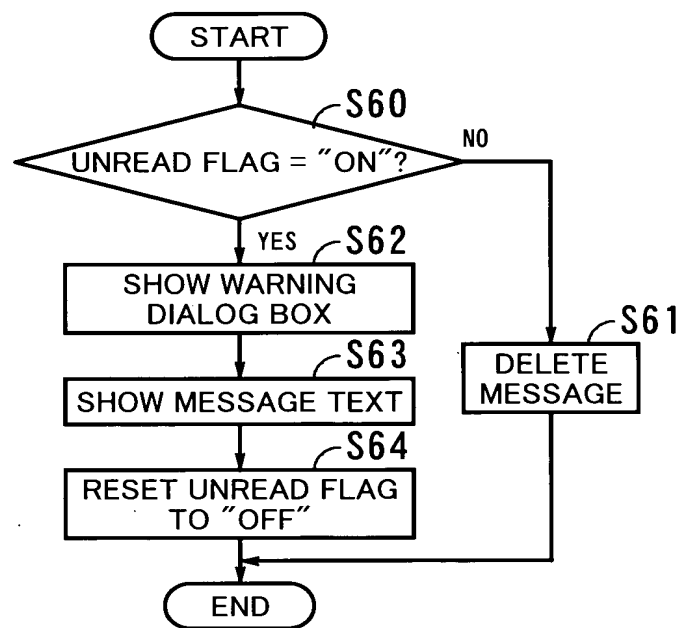 START
S60
UNREAD FLAG = "ON"?
NO
YES
S62
SHOW WARNING
DIALOG BOX
S61
DELETE
MESSAGE
S63
SHOW MESSAGE TEXT
S64
RESET UNREAD FLAG
TO "OFF"
END